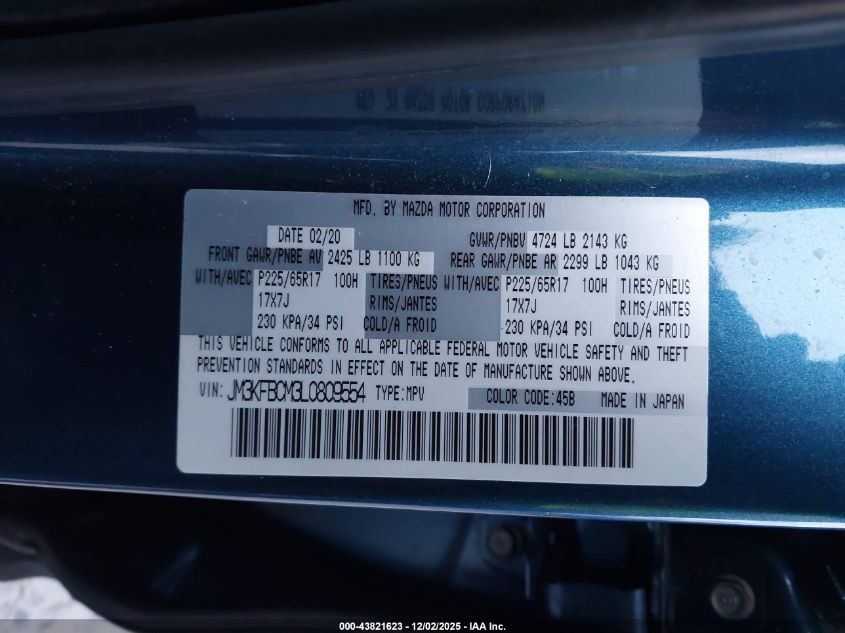 MFD. BY MAZDA MOTOR CORPORATION
DATE 02/20 GVWR/PNBV 4724 LB 2143 KG
FRONT GAWR/PNBE AV 2425 LB 1100 KG REAR GAWR/PNBE AR 2299 LB 1043 KG
WITH/AVEC P225/65R17 100H TIRES/PNEUS WITH/AVEC P225/65R17 100H TIRES/PNEUS
17X7J RIMS/JANTES 17X7J RIMS/JANTES
230 KPA/34 PSI COLD/A FROID 230 KPA/34 PSI COLD/A FROID
THIS VEHICLE CONFORMS TO ALL APPLICABLE FEDERAL MOTOR VEHICLE SAFETY AND THEFT
PREVENTION STANDARDS IN EFFECT ON THE DATE OF MANUFACTURE SHOWN ABOVE.
VIN: JM3KFBCM3L0809554 TYPE:MPV COLOR CODE:45B MADE IN JAPAN
000-43821623 - 12/02/2025 - IAA Inc.